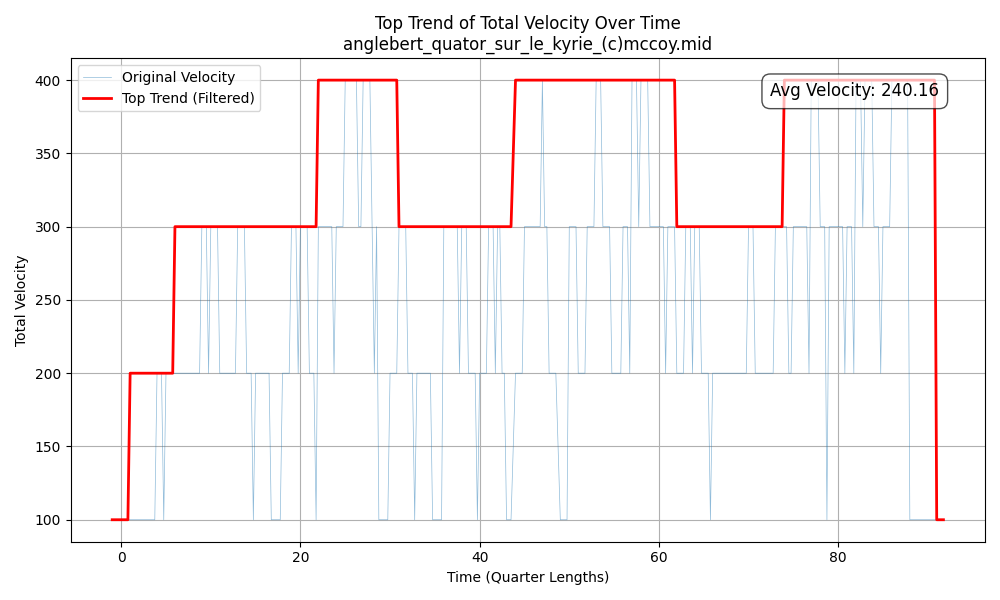 Top Trend of Total Velocity Over Time
anglebert_quator_sur_le_kyrie_(c)mccoy.mid
Original Velocity
Top Trend (Filtered)
Avg Velocity: 240.16
Total Velocity
400
350
300
250
200
150
100
0
20
40
60
80
Time (Quarter Lengths)